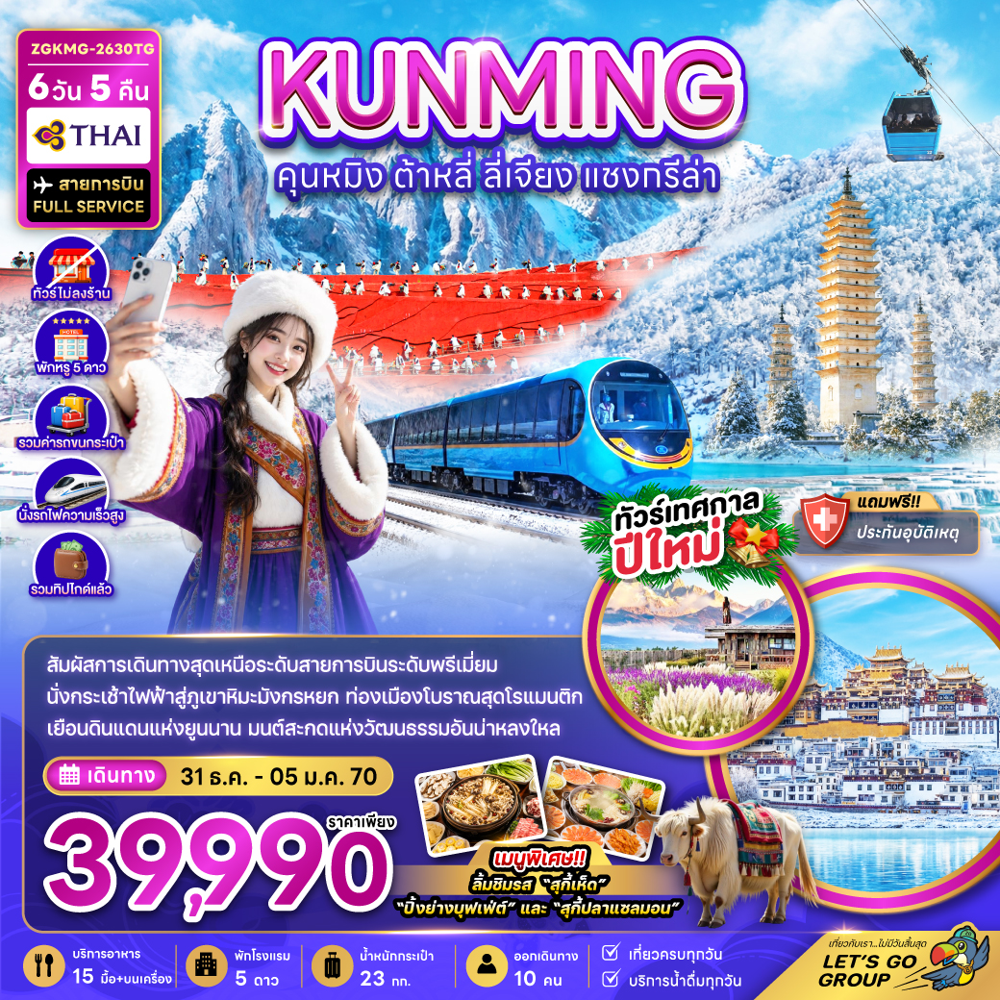 ZGKMG-2630TG
6 วัน 5 คืน
THAI
สายการบิน
FULL SERVICE
KUNMING
คุนหมิง ต้าหลี่ ลี่เจียง แชงกรีล่า
ทัวร์ไม่ลงร้าน
HOTEL
พักหรู 5 ดาว
รวมค่ารถขนกระเป๋า
นั่งรถไฟความเร็วสูง
รวมทิปไกด์แล้ว
ทัวร์เทศกาล
ปีใหม่
แถมฟรี!!
ประกันอุบัติเหตุ
สัมผัสการเดินทางสุดเหนือระดับสายการบินระดับพรีเมี่ยม
นั่งกระเช้าไฟฟ้าสู่ภูเขาหิมะมังกรหยก ท่องเมืองโบราณสุดโรแมนติก
เยือนดินแดนแห่งยูนนาน มนต์สะกดแห่งวัฒนธรรมอันน่าหลงใหล
เดินทาง 31 ธ.ค. - 05 ม.ค. 70
ราคาเพียง
39,990
เมนูพิเศษ!!
ลิ้มชิมรส “สุกี้เห็ด”
“ปิ้งย่างบุฟเฟ่ต์” และ “สุกี้ปลาแซลมอน”
บริการอาหาร
15 มื้อ+บนเครื่อง
พักโรงแรม
5 ดาว
น้ำหนักกระเป๋า
23 กก.
ออกเดินทาง
10 คน
เที่ยวครบทุกวัน
บริการน้ำดื่มทุกวัน
เที่ยวกับเรา...ไม่มีวันสิ้นสุด
LET'S GO
GROUP